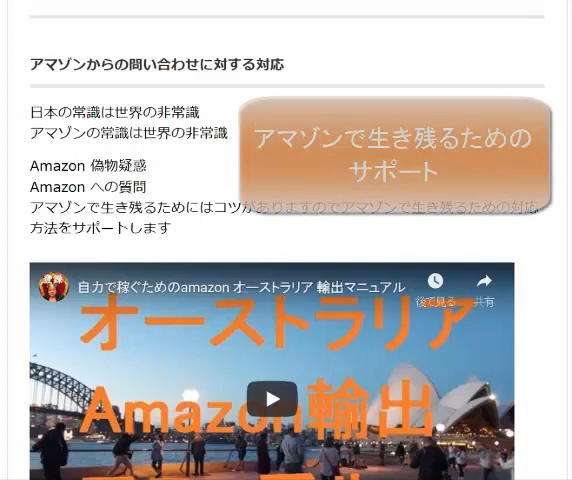 アマゾンからの問い合わせに対する対応
日本の常識は世界の非常識
アマゾンの常識は世界の非常識
アマゾンで生き残るための
サポート
Amazon 偽物疑惑
Amazon への質問
アマゾンで生き残るためにはコツがありますのでアマゾンで生き残るための対応
方法をサポートします
自力で稼ぐためのamazon オーストラリア 輸出マニュアル
後で見る
共有
オーストラリア
Amazon輸出